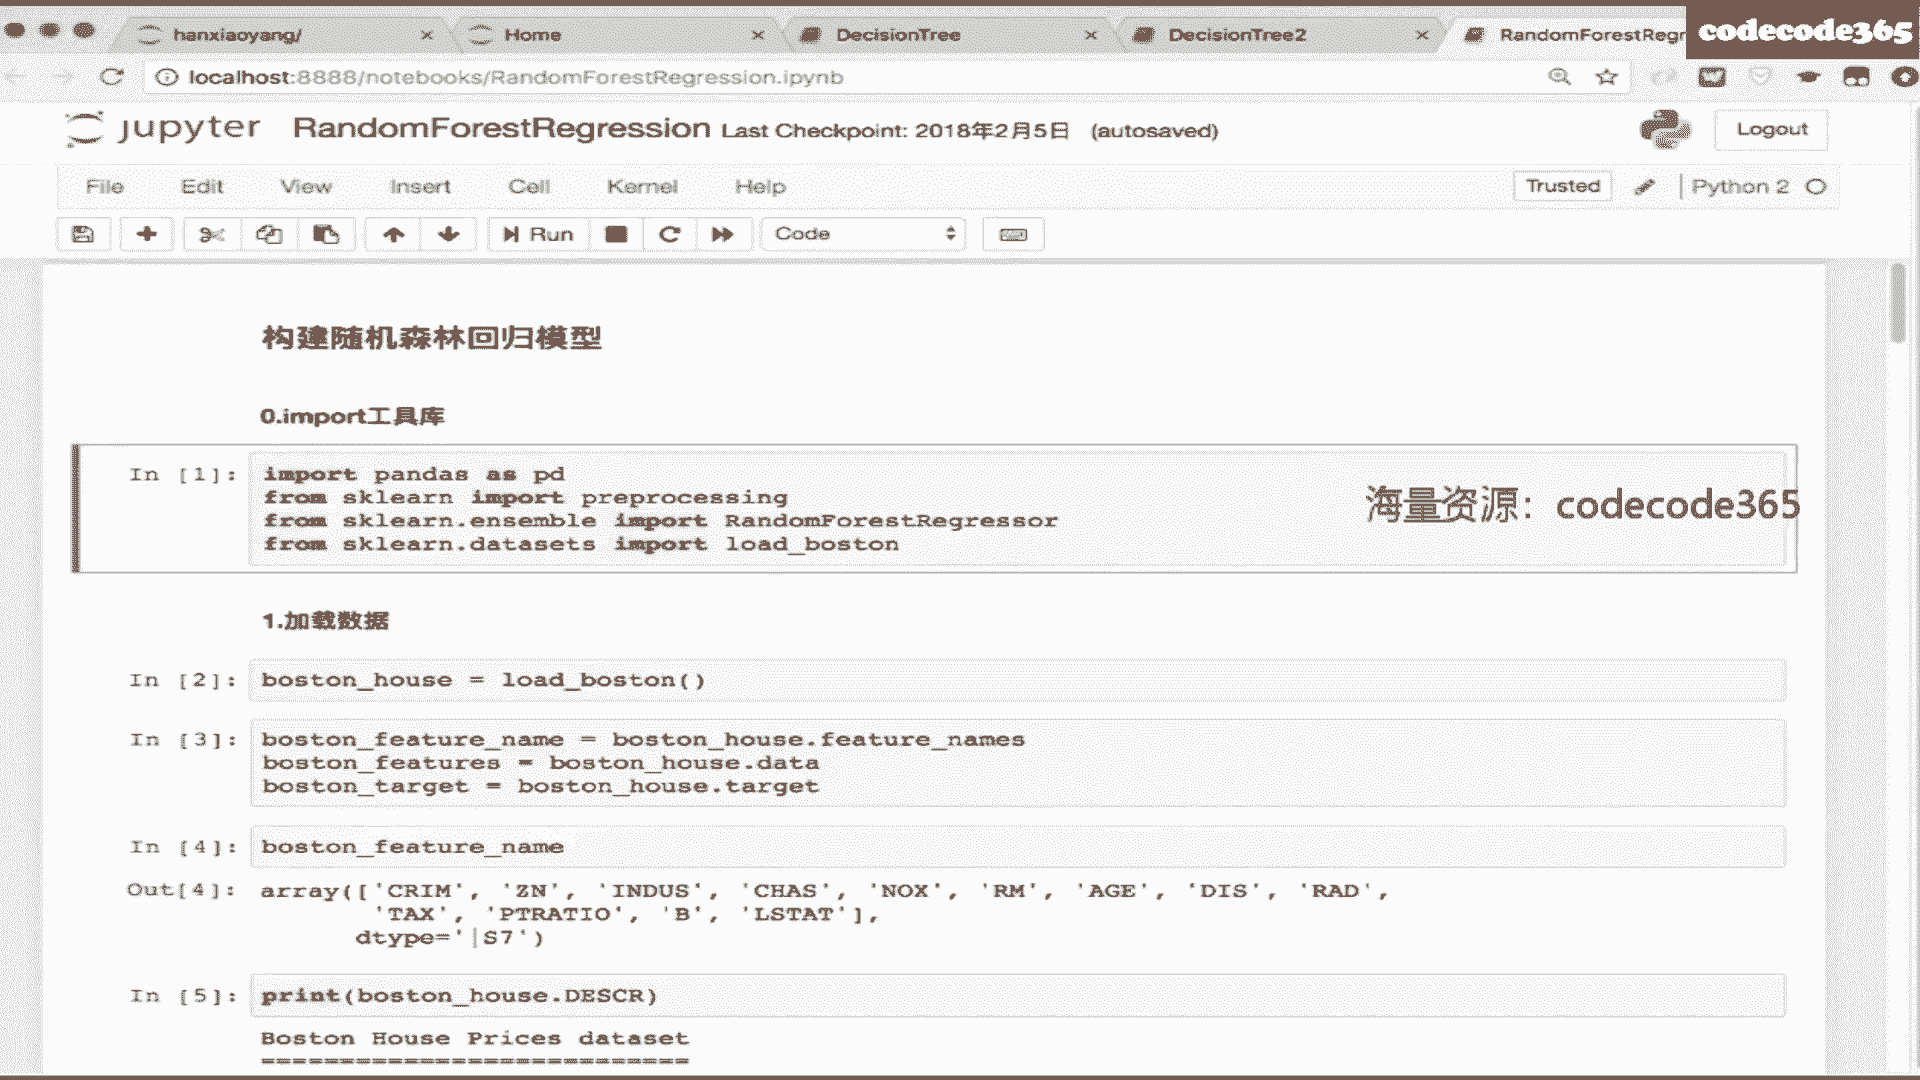 hanxiaoyang/
Home
DecisionTree
DecisionTree2
RandomForestRegr
codecode365
localhost:8888/notebooks/RandomForestRegression.ipynb
jupyter RandomForestRegression Last Checkpoint: 2018年2月5日 (autosaved)
Logout
File Edit View Insert Cell Kernel Help
Trusted
Python 2
Run
Code
构建随机森林回归模型
0.import工具库
In [1]: import pandas as pd
from sklearn import preprocessing
from sklearn.ensemble import RandomForestRegressor
from sklearn.datasets import load_boston
海量资源：codecode365
1.加载数据
In [2]: boston_house = load_boston()
In [3]: boston_feature_name = boston_house.feature_names
boston_features = boston_house.data
boston_target = boston_house.target
In [4]: boston_feature_name
Out[4]: array(['CRIM', 'ZN', 'INDUS', 'CHAS', 'NOX', 'RM', 'AGE', 'DIS', 'RAD',
'TAX', 'PTRATIO', 'B', 'LSTAT'],
dtype='|S7')
In [5]: print(boston_house.DESCR)
Boston House Prices dataset
===========================